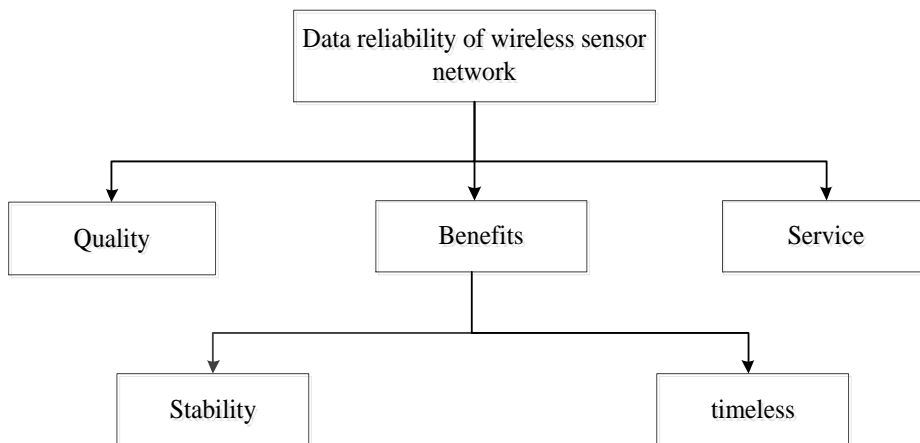 Data reliability of wireless sensor
network
Quality
Benefits
Service
Stability
timeless